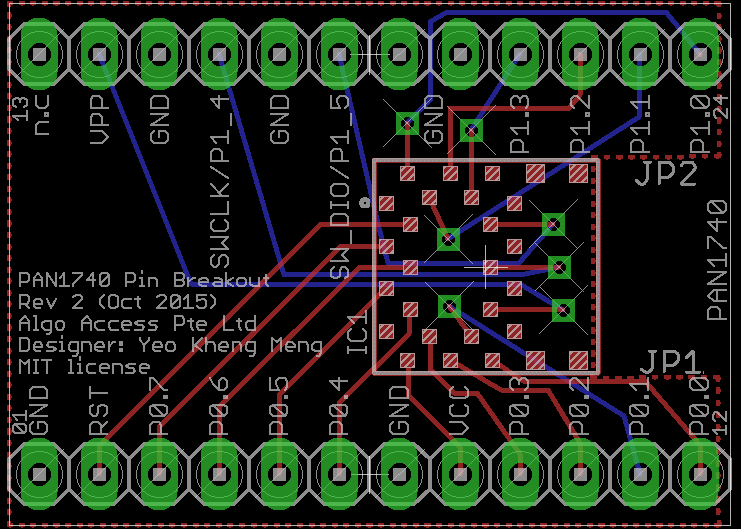 13
n.c
VPP
GND
SWCLK/P1_4
GND
SW_DIO/P1_5
GND
P1.3
P1.2
P1.1
P1.0
24
JP2
PAN1740
PAN1740 Pin Breakout
Rev 2 (Oct 2015)
Algo Access Pte Ltd
Designer: Yeo Kheng Meng
MIT license
IC1
JP1
01
GND
RST
P0.7
P0.6
P0.5
P0.4
GND
VCC
P0.3
P0.2
P0.1
P0.0
12